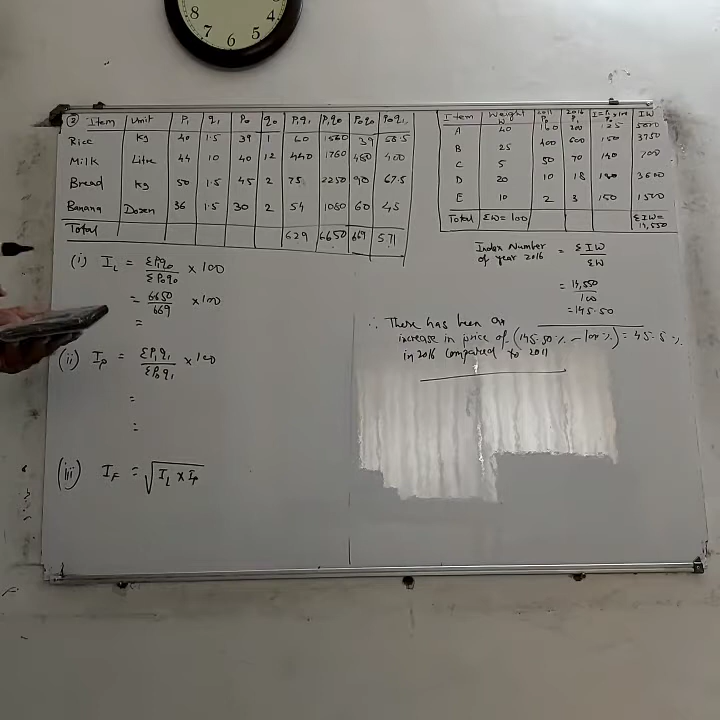 8 7 6 5 4
② Item Unit P₁ q₁ P₀ q₀ P₁q₁ P₁q₀ P₀q₀ P₀q₁
Rice Kg 40 1.5 39 1 60 1560 39 58.5
Milk Litre 44 10 40 12 440 1760 480 400
Bread Kg 50 1.5 45 2 75 2250 90 67.5
Banana Dozen 36 1.5 30 2 54 1080 60 45
Total 629 6650 669 571
(i) I_L = ΣP₁q₀ / ΣP₀q₀ × 100
= 6650 / 669 × 100
=
(ii) I_P = ΣP₁q₁ / ΣP₀q₁ × 100
=
=
(iii) I_F = √(I_L × I_P)
Item Weight W 2011 P₀ 2016 P₁ I = P₁/P₀ × 100 IW
A 40 160 200 125 5000
B 25 400 600 150 3750
C 5 50 70 140 700
D 20 10 18 180 3600
E 10 2 3 150 1500
Total ΣW = 100 ΣIW = 14,550
Index Number of year 2016 = ΣIW / ΣW
= 14,550 / 100
= 145.50
∴ There has been an
increase in price of (145.50 % – 100 %) = 45.5 %
in 2016 compared to 2011